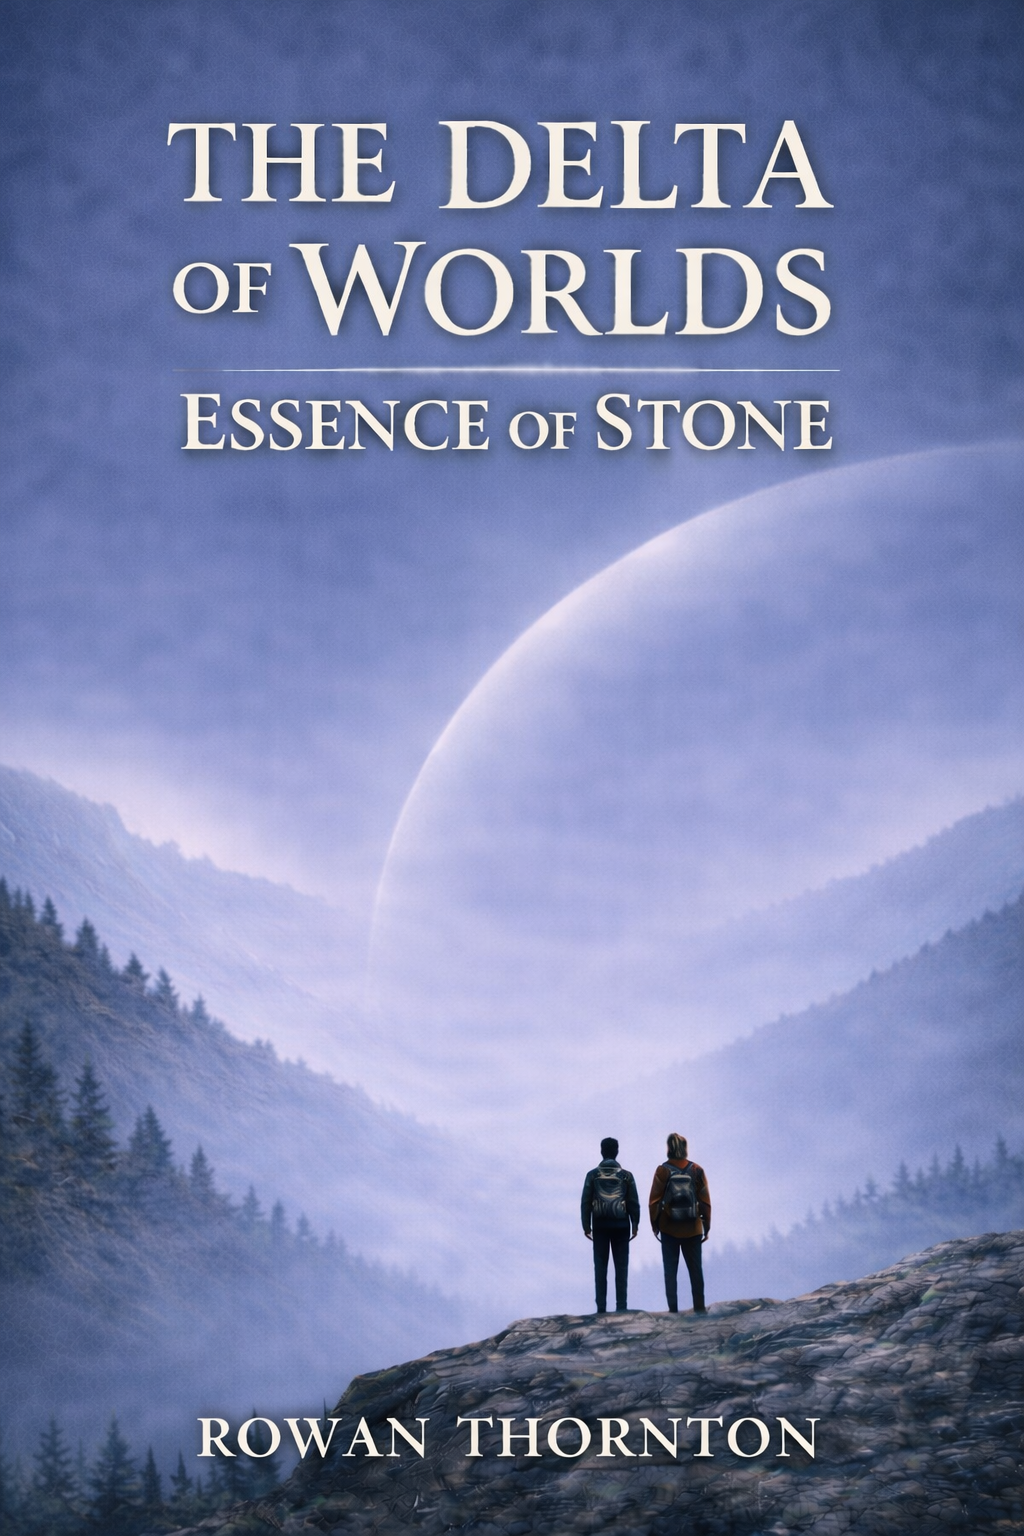 THE DELTA
OF WORLDS
ESSENCE OF STONE
ROWAN THORNTON